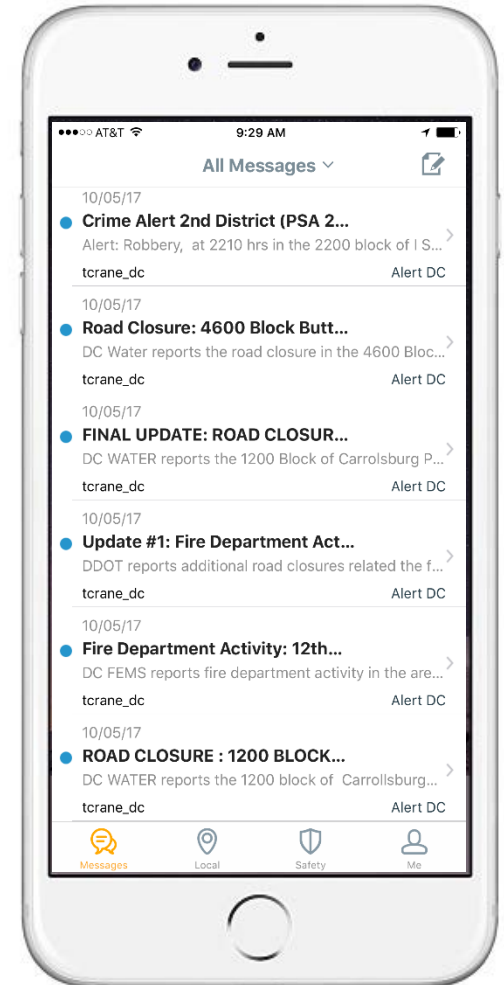 AT&T 9:29 AM
All Messages
10/05/17
Crime Alert 2nd District (PSA 2...
Alert: Robbery, at 2210 hrs in the 2200 block of I S...
tcrane_dc Alert DC
10/05/17
Road Closure: 4600 Block Butt...
DC Water reports the road closure in the 4600 Bloc...
tcrane_dc Alert DC
10/05/17
FINAL UPDATE: ROAD CLOSUR...
DC WATER reports the 1200 Block of Carrolsburg P...
tcrane_dc Alert DC
10/05/17
Update #1: Fire Department Act...
DDOT reports additional road closures related the f...
tcrane_dc Alert DC
10/05/17
Fire Department Activity: 12th...
DC FEMS reports fire department activity in the are...
tcrane_dc Alert DC
10/05/17
ROAD CLOSURE : 1200 BLOCK...
DC WATER reports the 1200 block of Carrollsburg...
tcrane_dc Alert DC
Messages Local Safety Me